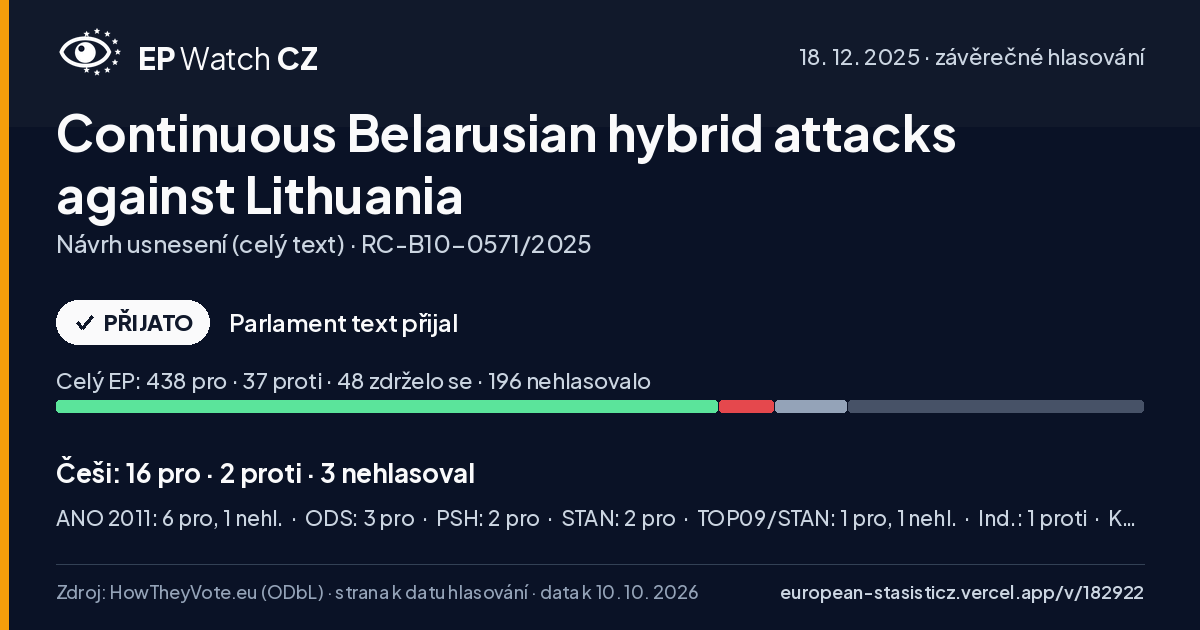 EP Watch CZ
18. 12. 2025 · závěrečné hlasování
Continuous Belarusian hybrid attacks
against Lithuania
Návrh usnesení (celý text) · RC-B10-0571/2025
✓ PŘIJATO
Parlament text přijal
Celý EP: 438 pro · 37 proti · 48 zdrželo se · 196 nehlasovalo
Češi: 16 pro · 2 proti · 3 nehlasoval
ANO 2011: 6 pro, 1 nehl. · ODS: 3 pro · PSH: 2 pro · STAN: 2 pro · TOP09/STAN: 1 pro, 1 nehl. · Ind.: 1 proti · K…
Zdroj: HowTheyVote.eu (ODbL) · strana k datu hlasování · data k 10. 10. 2026
european-stasisticz.vercel.app/v/182922